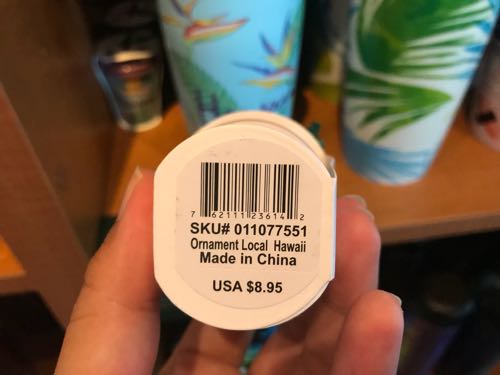 7 62111 23614 2
SKU# 011077551
Ornament Local Hawaii
Made in China
USA $8.95